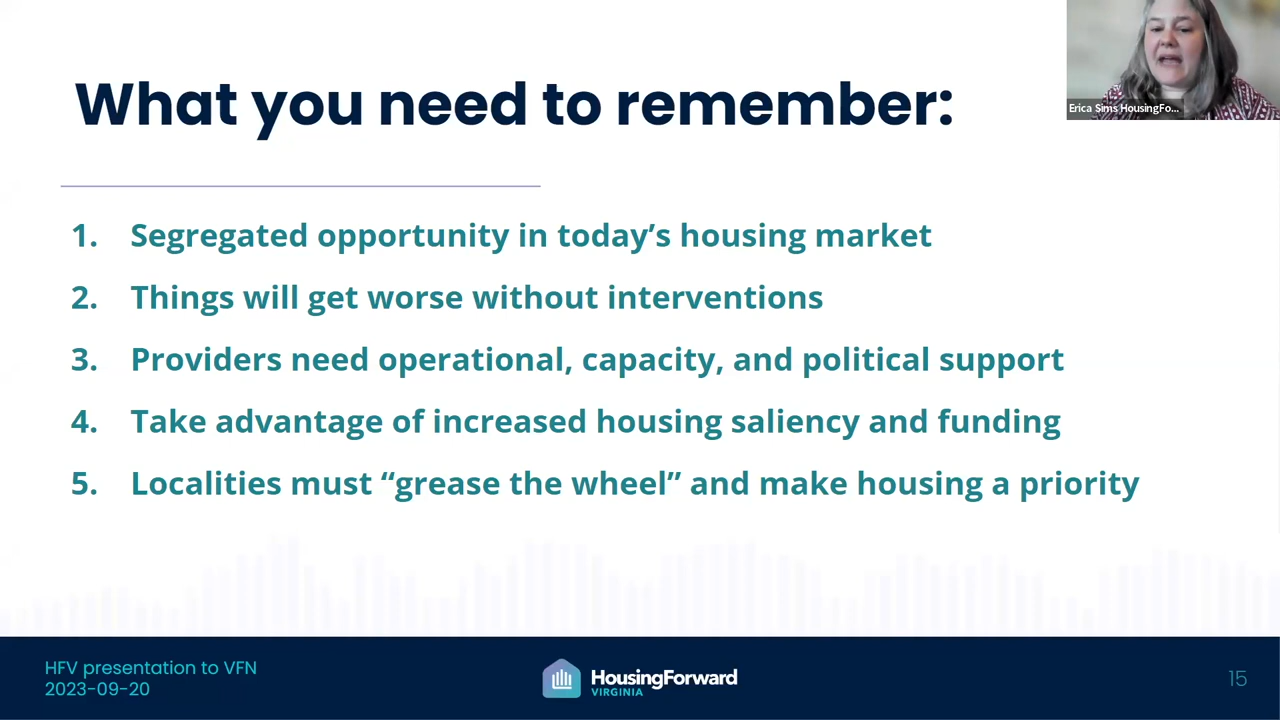 What you need to remember:
Erica Sims HousingFo...
1. Segregated opportunity in today’s housing market
2. Things will get worse without interventions
3. Providers need operational, capacity, and political support
4. Take advantage of increased housing saliency and funding
5. Localities must “grease the wheel” and make housing a priority
HFV presentation to VFN
2023-09-20
HousingForward
VIRGINIA
15